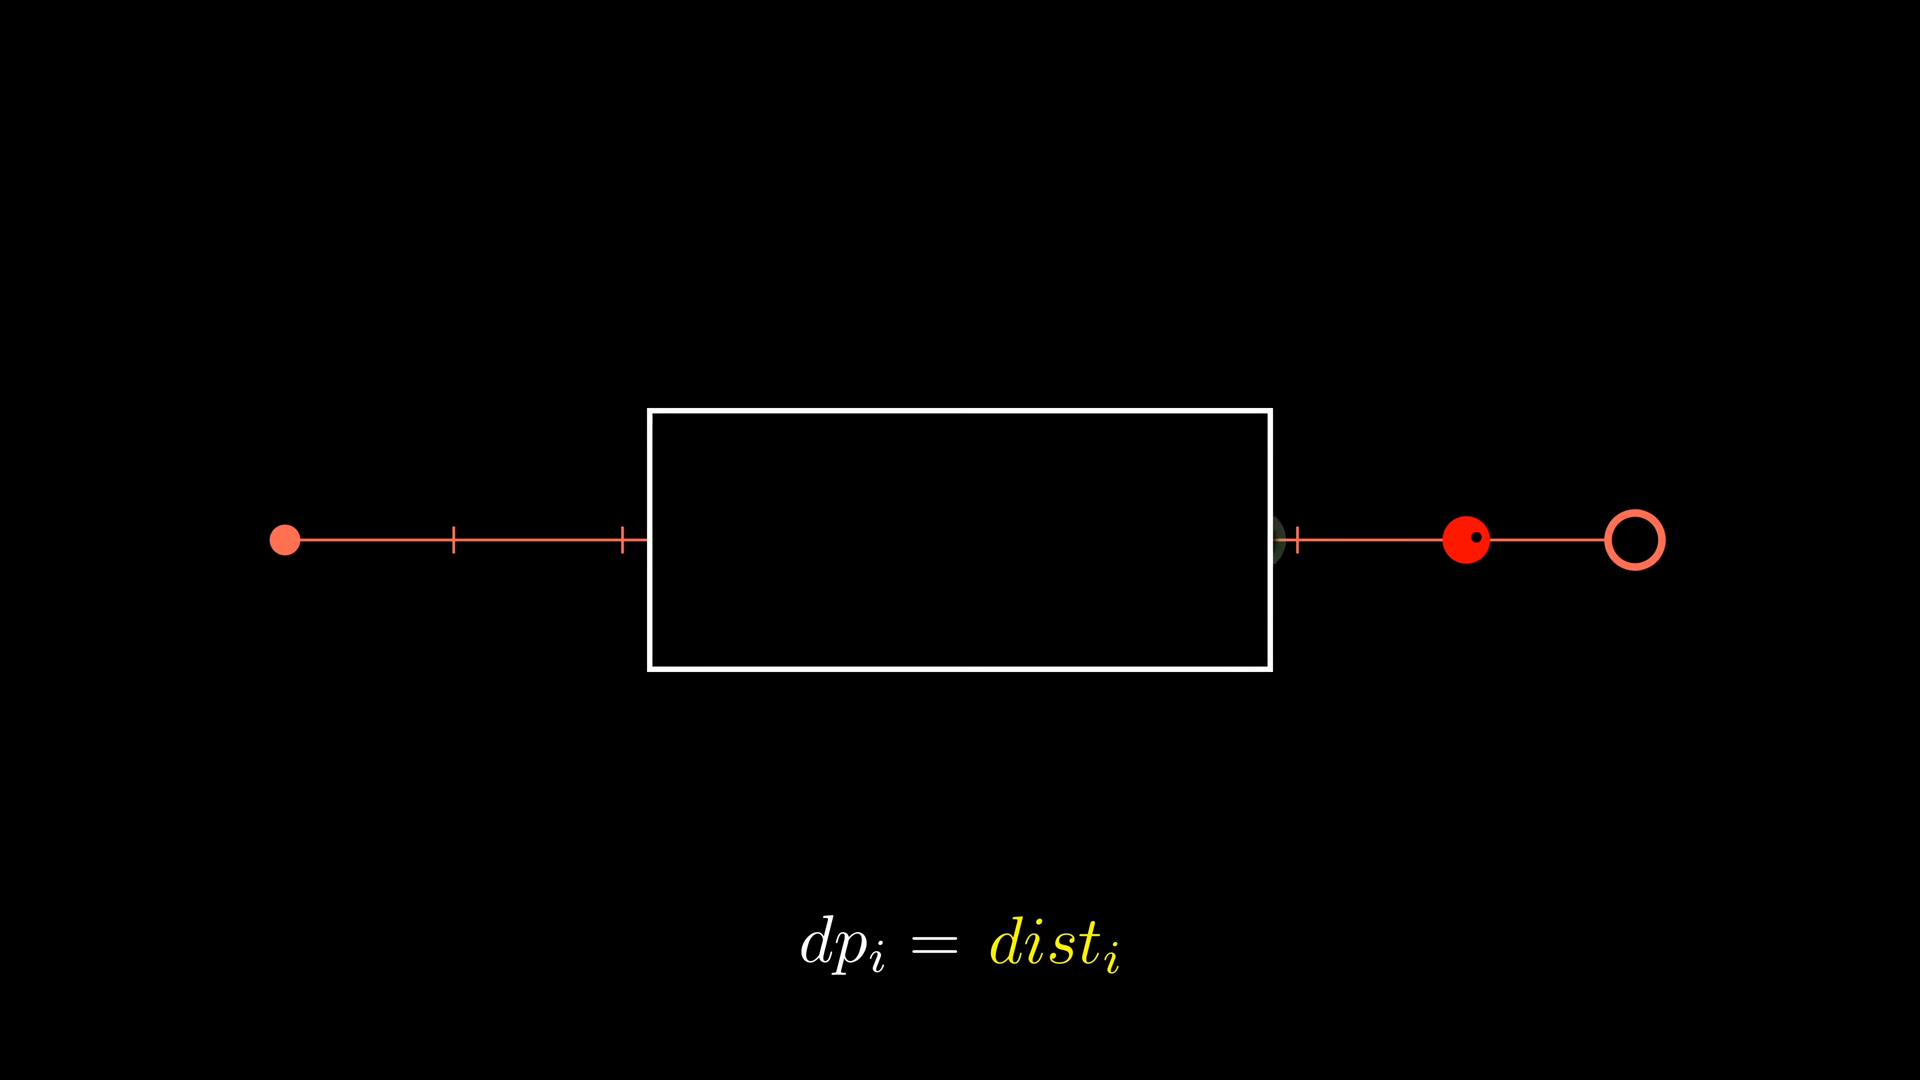 dp_i = dist_i